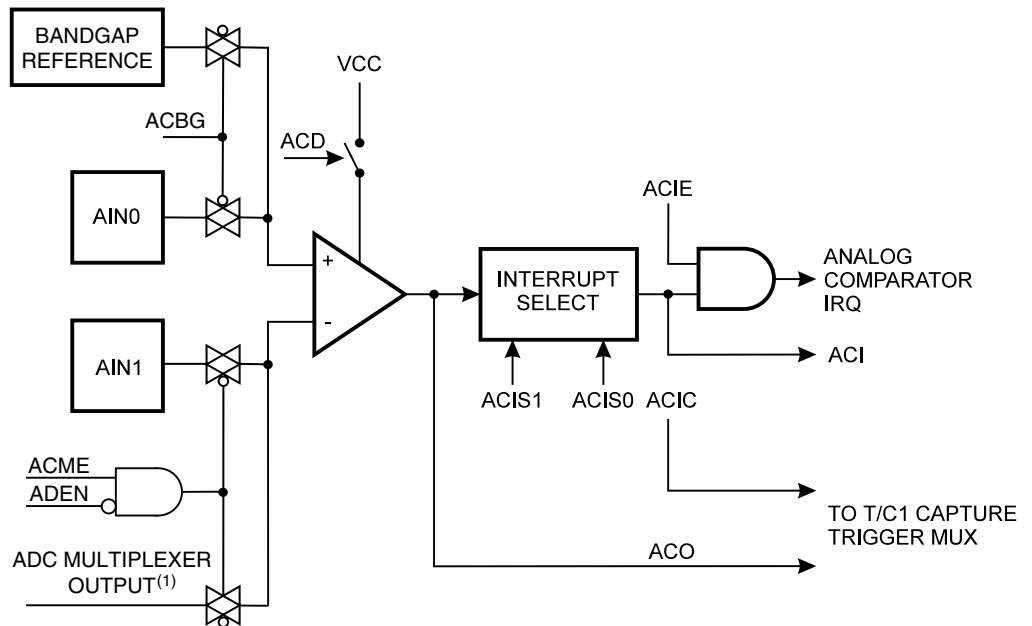 BANDGAP
REFERENCE
VCC
ACBG
ACD
ACIE
AIN0
+
-
INTERRUPT
SELECT
ANALOG
COMPARATOR
IRQ
AIN1
ACI
ACIS1
ACIS0
ACIC
ACME
ADEN
TO T/C1 CAPTURE
TRIGGER MUX
ADC MULTIPLEXER
OUTPUT(1)
ACO